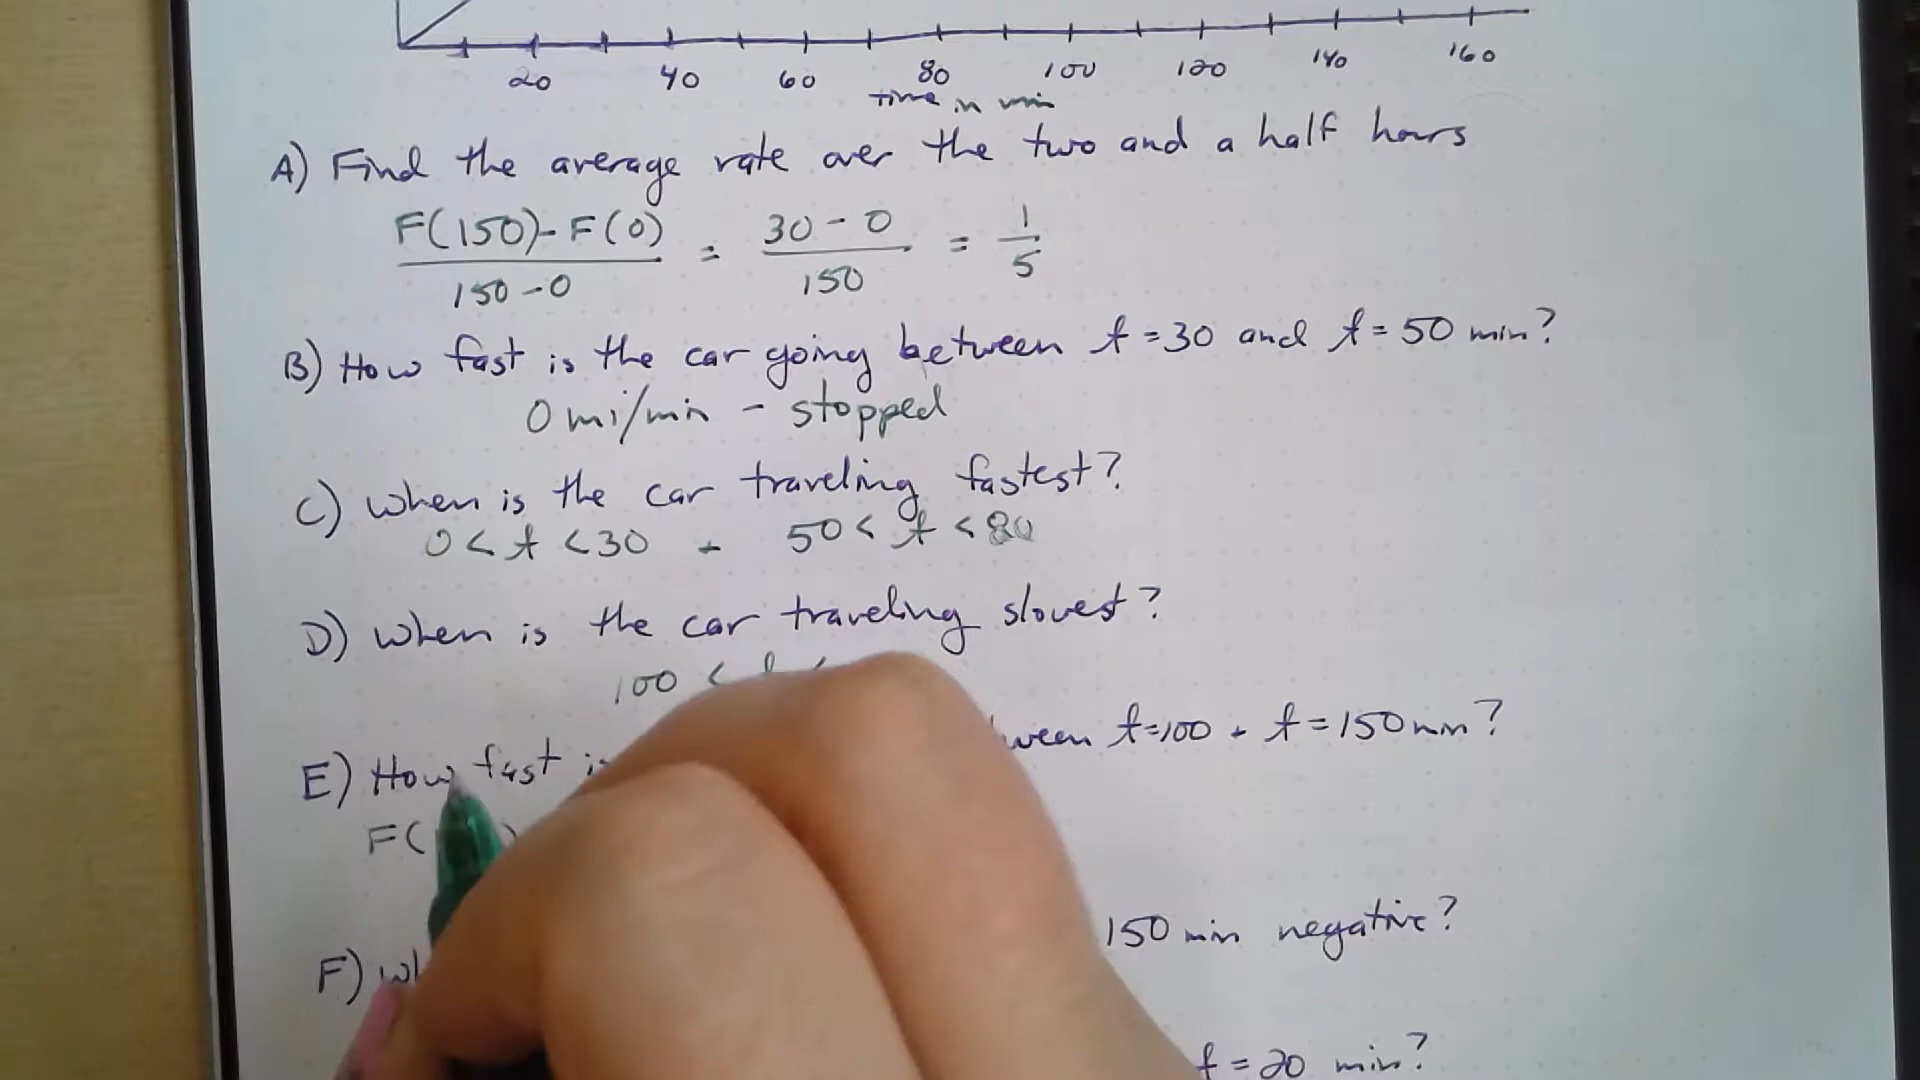 20 40 60 80 100 120 140 160
time in min
A) Find the average rate over the two and a half hours
F(150)-F(0) / 150-0 = 30-0 / 150 = 1/5
B) How fast is the car going between t=30 and t=50 min?
0 mi/min - stopped
C) When is the car traveling fastest?
0<t<30 + 50<t<80
D) When is the car traveling slowest?
100 < t <
E) How fast t=100 + t=150 min?
F(
F) 150 min negative?
t=20 min?